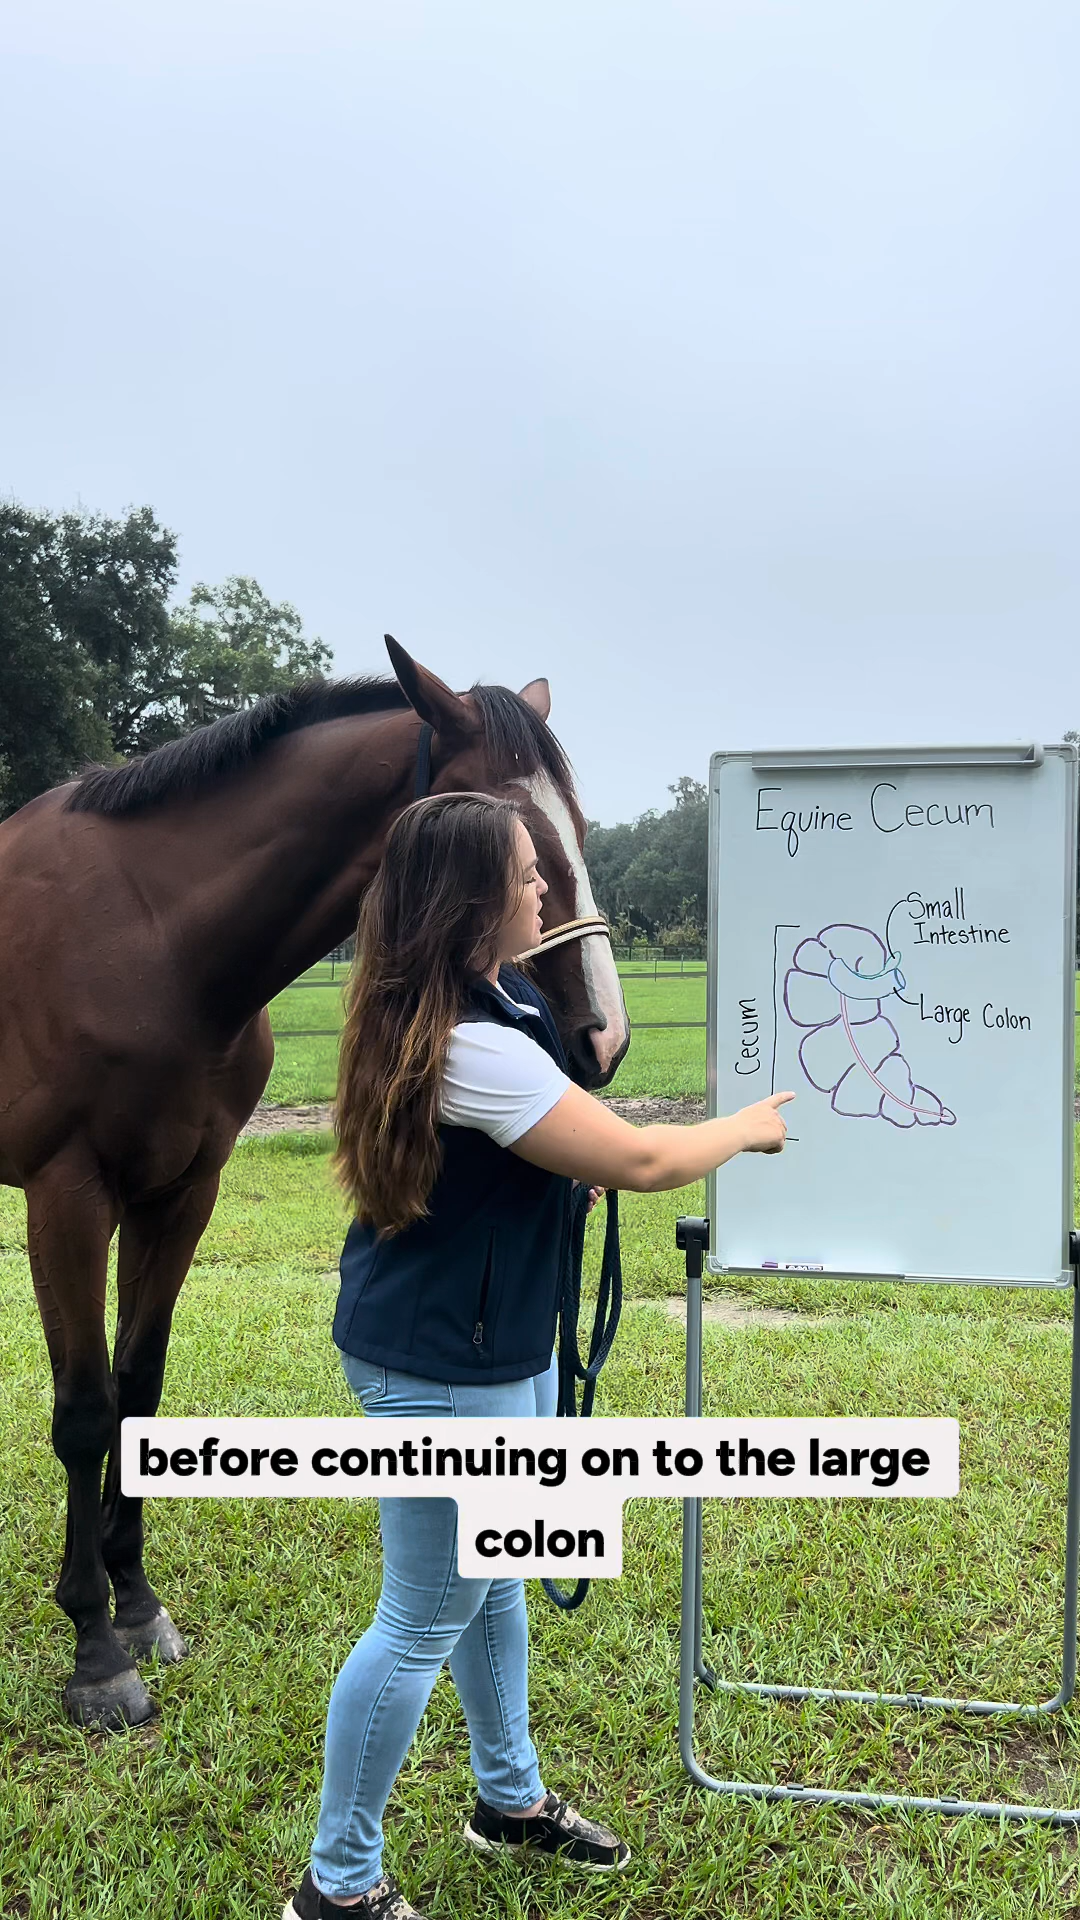 Equine Cecum
Small
Intestine
Large Colon
Cecum
before continuing on to the large
colon